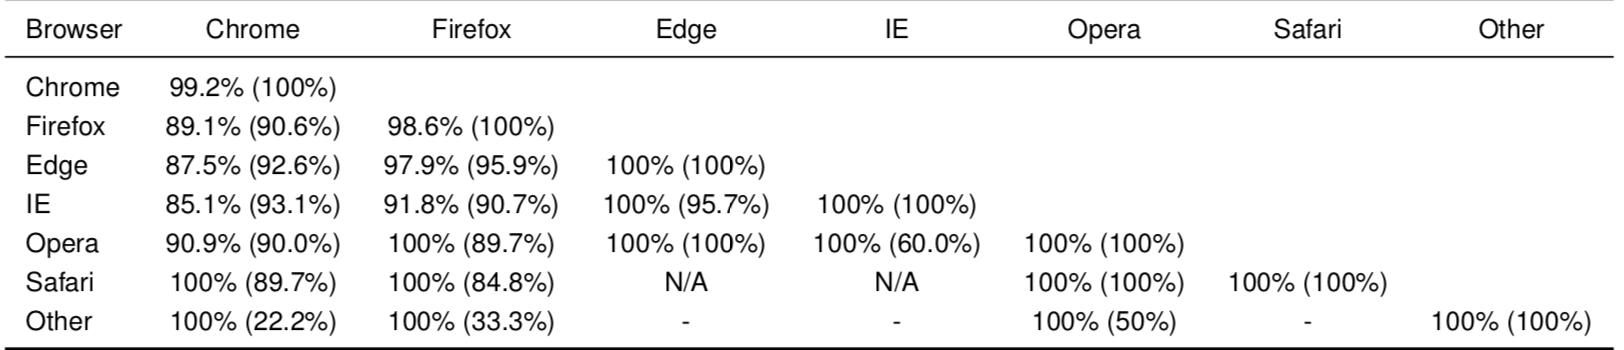 Browser Chrome Firefox Edge IE Opera Safari Other
Chrome 99.2% (100%)
Firefox 89.1% (90.6%) 98.6% (100%)
Edge 87.5% (92.6%) 97.9% (95.9%) 100% (100%)
IE 85.1% (93.1%) 91.8% (90.7%) 100% (95.7%) 100% (100%)
Opera 90.9% (90.0%) 100% (89.7%) 100% (100%) 100% (60.0%) 100% (100%)
Safari 100% (89.7%) 100% (84.8%) N/A N/A 100% (100%) 100% (100%)
Other 100% (22.2%) 100% (33.3%) - - 100% (50%) - 100% (100%)